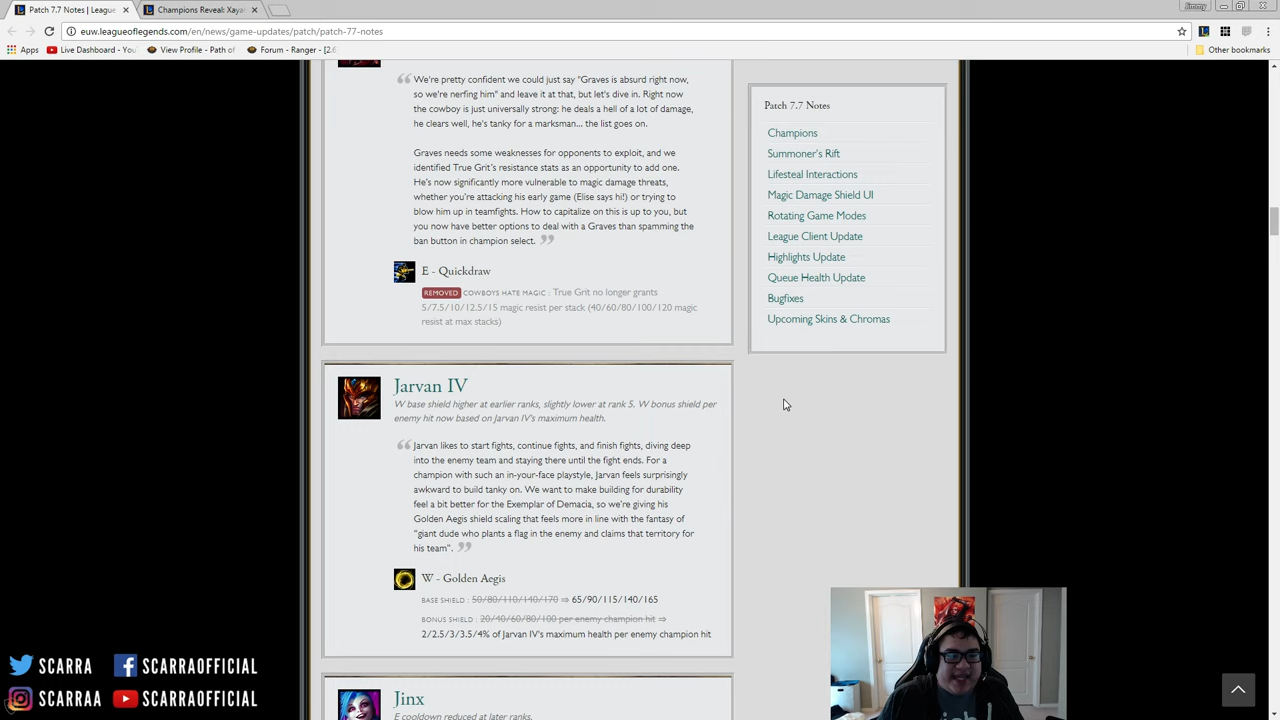 Patch 7.7 Notes | Leagu
Champions Reveal: Xaya
Jimmy
euw.leagueoflegends.com/en/news/game-updates/patch/patch-77-notes
Apps
Live Dashboard - You
View Profile - Path of
Forum - Ranger - [2.6
Other bookmarks
We're pretty confident we could just say "Graves is absurd right now,
so we're nerfing him" and leave it at that, but let's dive in. Right now
the cowboy is just universally strong: he deals a hell of a lot of damage,
he clears well, he's tanky for a marksman... the list goes on.
Graves needs some weaknesses for opponents to exploit, and we
identified True Grit's resistance stats as an opportunity to add one.
He's now significantly more vulnerable to magic damage threats,
whether you're attacking his early game (Elise says hi!) or trying to
blow him up in teamfights. How to capitalize on this is up to you, but
you now have better options to deal with a Graves than spamming the
ban button in champion select.
E - Quickdraw
REMOVED COWBOYS HATE MAGIC : True Grit no longer grants
5/7.5/10/12.5/15 magic resist per stack (40/60/80/100/120 magic
resist at max stacks)
Jarvan IV
W base shield higher at earlier ranks, slightly lower at rank 5. W bonus shield per
enemy hit now based on Jarvan IV's maximum health.
Jarvan likes to start fights, continue fights, and finish fights, diving deep
into the enemy team and staying there until the fight ends. For a
champion with such an in-your-face playstyle, Jarvan feels surprisingly
awkward to build tanky on. We want to make building for durability
feel a bit better for the Exemplar of Demacia, so we're giving his
Golden Aegis shield scaling that feels more in line with the fantasy of
"giant dude who plants a flag in the enemy and claims that territory for
his team".
W - Golden Aegis
BASE SHIELD : 50/80/110/140/170 ⇒ 65/90/115/140/165
BONUS SHIELD : 20/40/60/80/100 per enemy champion hit ⇒
2/2.5/3/3.5/4% of Jarvan IV's maximum health per enemy champion hit
Jinx
E cooldown reduced at later ranks.
Patch 7.7 Notes
Champions
Summoner's Rift
Lifesteal Interactions
Magic Damage Shield UI
Rotating Game Modes
League Client Update
Highlights Update
Queue Health Update
Bugfixes
Upcoming Skins & Chromas
SCARRA
SCARRAOFFICIAL
SCARRAA
SCARRAOFFICIAL